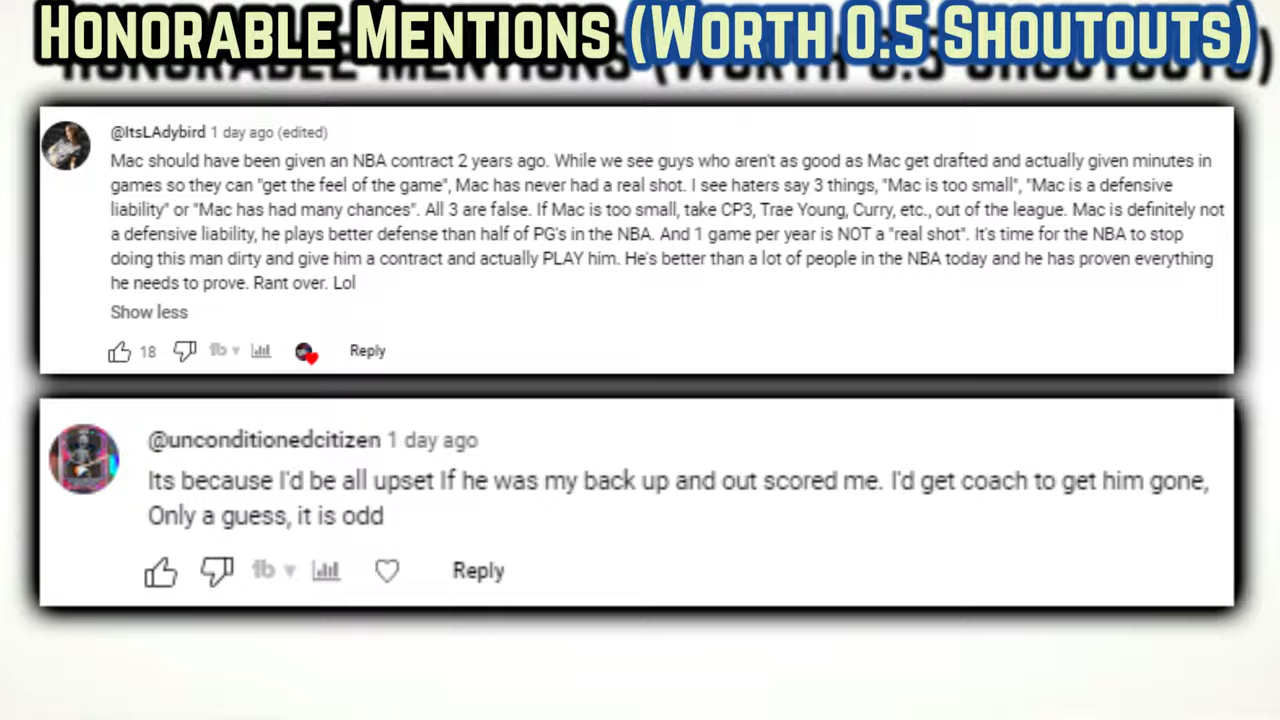 HONORABLE MENTIONS (WORTH 0.5 SHOUTOUTS)
@ItsLAdybird 1 day ago (edited)
Mac should have been given an NBA contract 2 years ago. While we see guys who aren't as good as Mac get drafted and actually given minutes in
games so they can "get the feel of the game", Mac has never had a real shot. I see haters say 3 things, "Mac is too small", "Mac is a defensive
liability" or "Mac has had many chances". All 3 are false. If Mac is too small, take CP3, Trae Young, Curry, etc., out of the league. Mac is definitely not
a defensive liability, he plays better defense than half of PG's in the NBA. And 1 game per year is NOT a "real shot". It's time for the NBA to stop
doing this man dirty and give him a contract and actually PLAY him. He's better than a lot of people in the NBA today and he has proven everything
he needs to prove. Rant over. Lol
Show less
18 tb Reply
@unconditionedcitizen 1 day ago
Its because I'd be all upset If he was my back up and out scored me. I'd get coach to get him gone,
Only a guess, it is odd
tb Reply